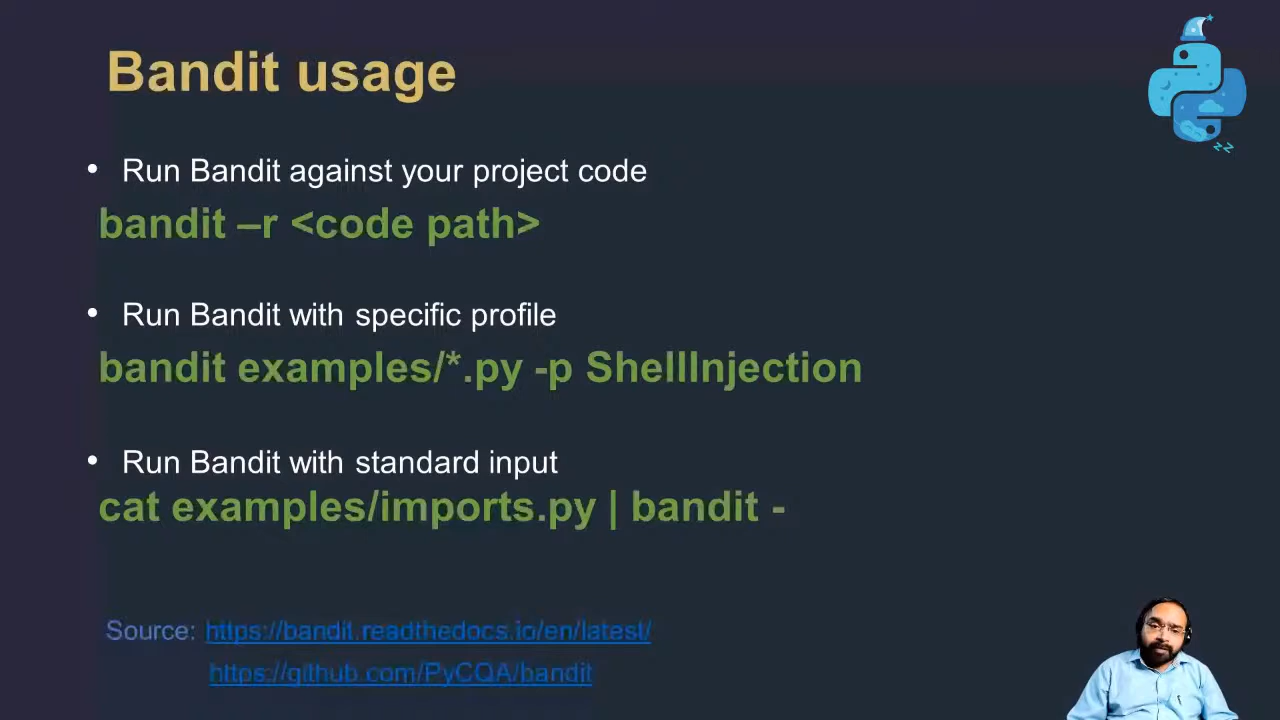 Bandit usage
• Run Bandit against your project code
bandit –r <code path>
• Run Bandit with specific profile
bandit examples/*.py -p ShellInjection
• Run Bandit with standard input
cat examples/imports.py | bandit -
Source: https://bandit.readthedocs.io/en/latest/
https://github.com/PyCQA/bandit
zz